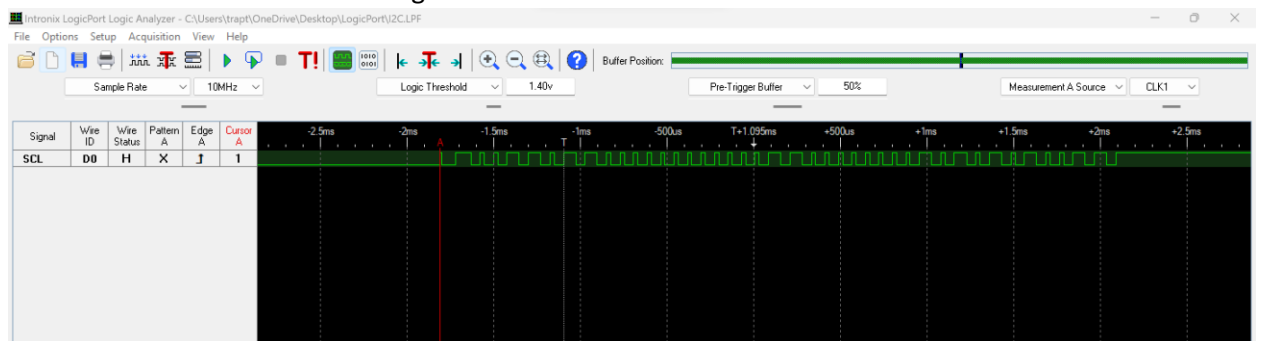 Intronix LogicPort Logic Analyzer - C:\Users\trapt\OneDrive\Desktop\LogicPort\I2C.LPF
File Options Setup Acquisition View Help
T! 1010 0101 Buffer Position:
Sample Rate 10MHz Logic Threshold 1.40v Pre-Trigger Buffer 50% Measurement A Source CLK1
Signal Wire ID Wire Status Pattern A Edge A Cursor A -2.5ms -2ms -1.5ms -1ms -500us T+1.095ms +500us +1ms +1.5ms +2ms +2.5ms
A T
SCL D0 H X 1